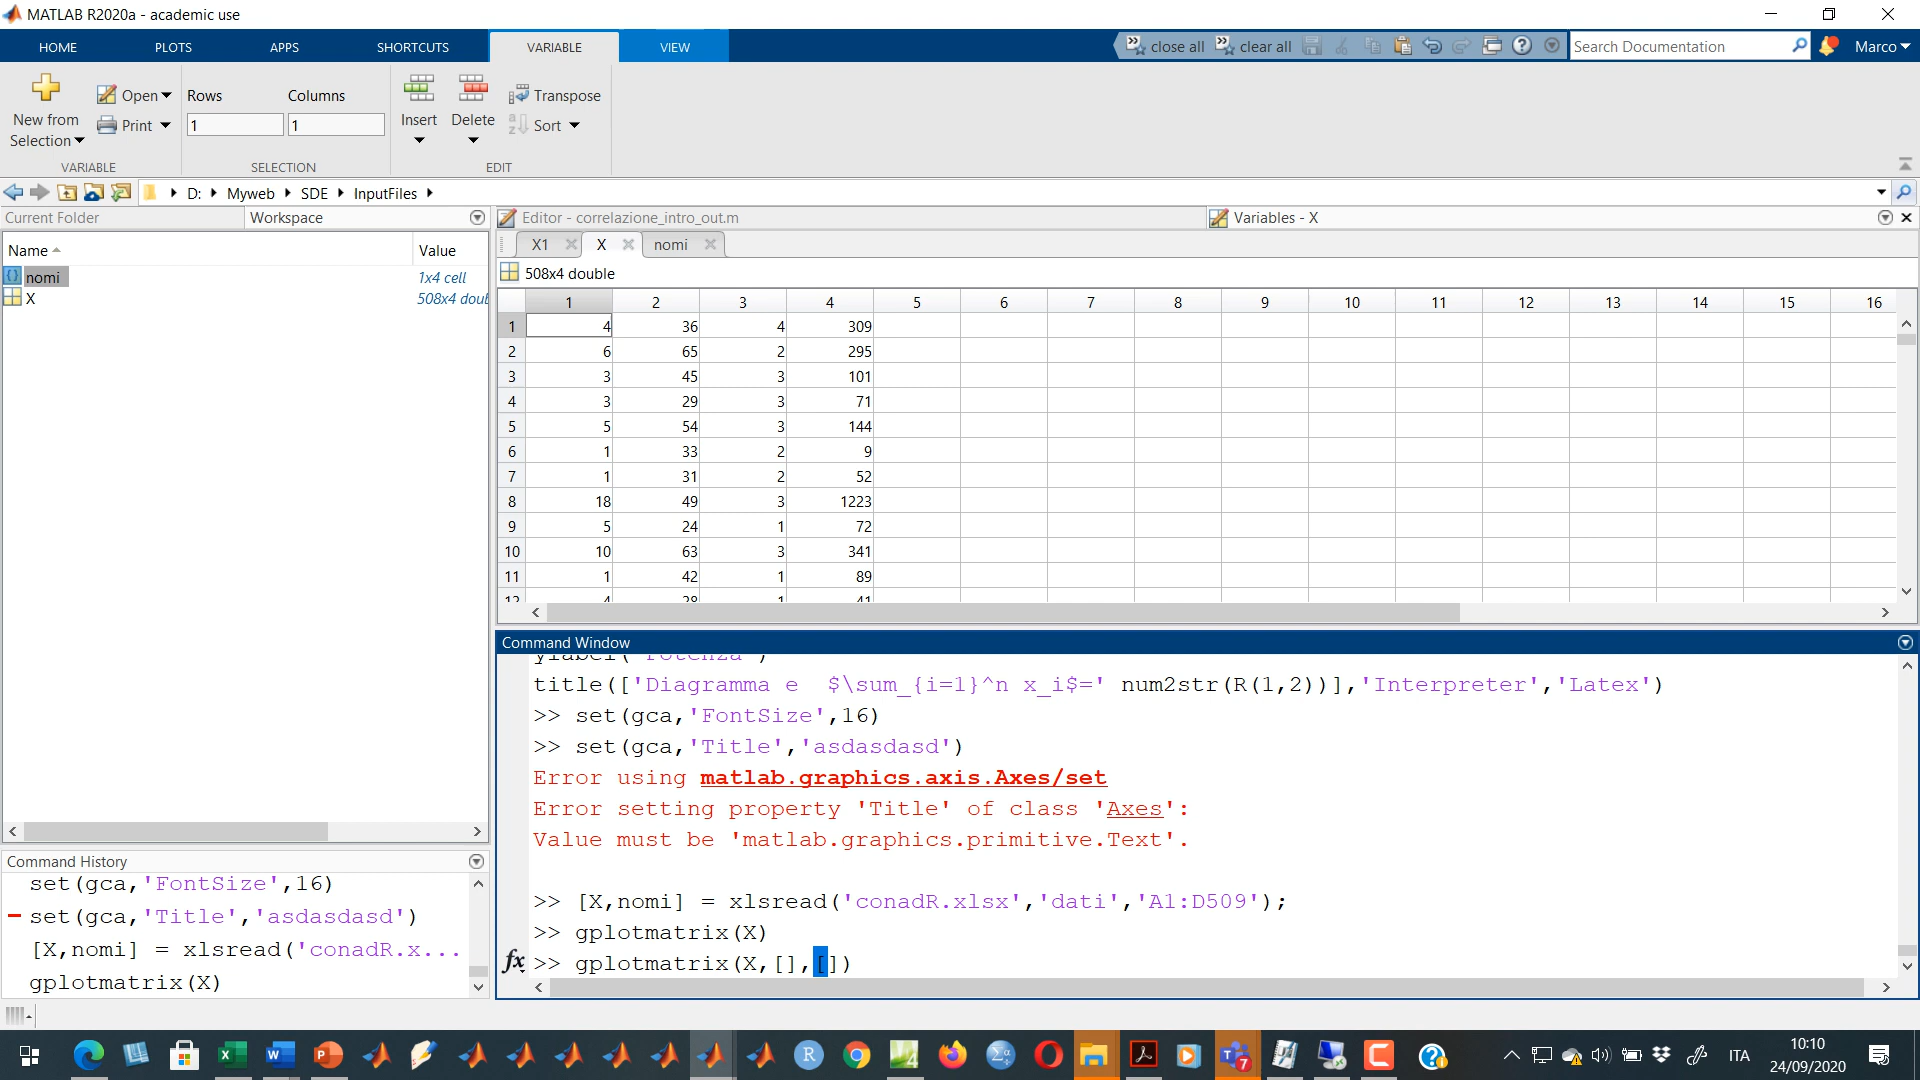 MATLAB R2020a - academic use
HOME PLOTS APPS SHORTCUTS VARIABLE VIEW close all clear all Search Documentation Marco
New from Selection
Open
Print
Rows Columns
1 1
Insert Delete
Transpose
Sort
VARIABLE SELECTION EDIT
D: Myweb SDE InputFiles
Current Folder Workspace
Editor - correlazione_intro_out.m Variables - X
X1 X nomi
Name Value
nomi 1x4 cell
X 508x4 doul
508x4 double
1 2 3 4 5 6 7 8 9 10 11 12 13 14 15 16
1 4 36 4 309
2 6 65 2 295
3 3 45 3 101
4 3 29 3 71
5 5 54 3 144
6 1 33 2 9
7 1 31 2 52
8 18 49 3 1223
9 5 24 1 72
10 10 63 3 341
11 1 42 1 89
12 4 28 1 41
Command Window
ylabel('Potenza')
title(['Diagramma e  $\sum_{i=1}^n x_i$=' num2str(R(1,2))],'Interpreter','Latex')
>> set(gca,'FontSize',16)
>> set(gca,'Title','asdasdasd')
Error using matlab.graphics.axis.Axes/set
Error setting property 'Title' of class 'Axes':
Value must be 'matlab.graphics.primitive.Text'.
>> [X,nomi] = xlsread('conadR.xlsx','dati','A1:D509');
>> gplotmatrix(X)
fx >> gplotmatrix(X,[],[])
Command History
set(gca,'FontSize',16)
set(gca,'Title','asdasdasd')
[X,nomi] = xlsread('conadR.x...
gplotmatrix(X)
ITA
10:10
24/09/2020